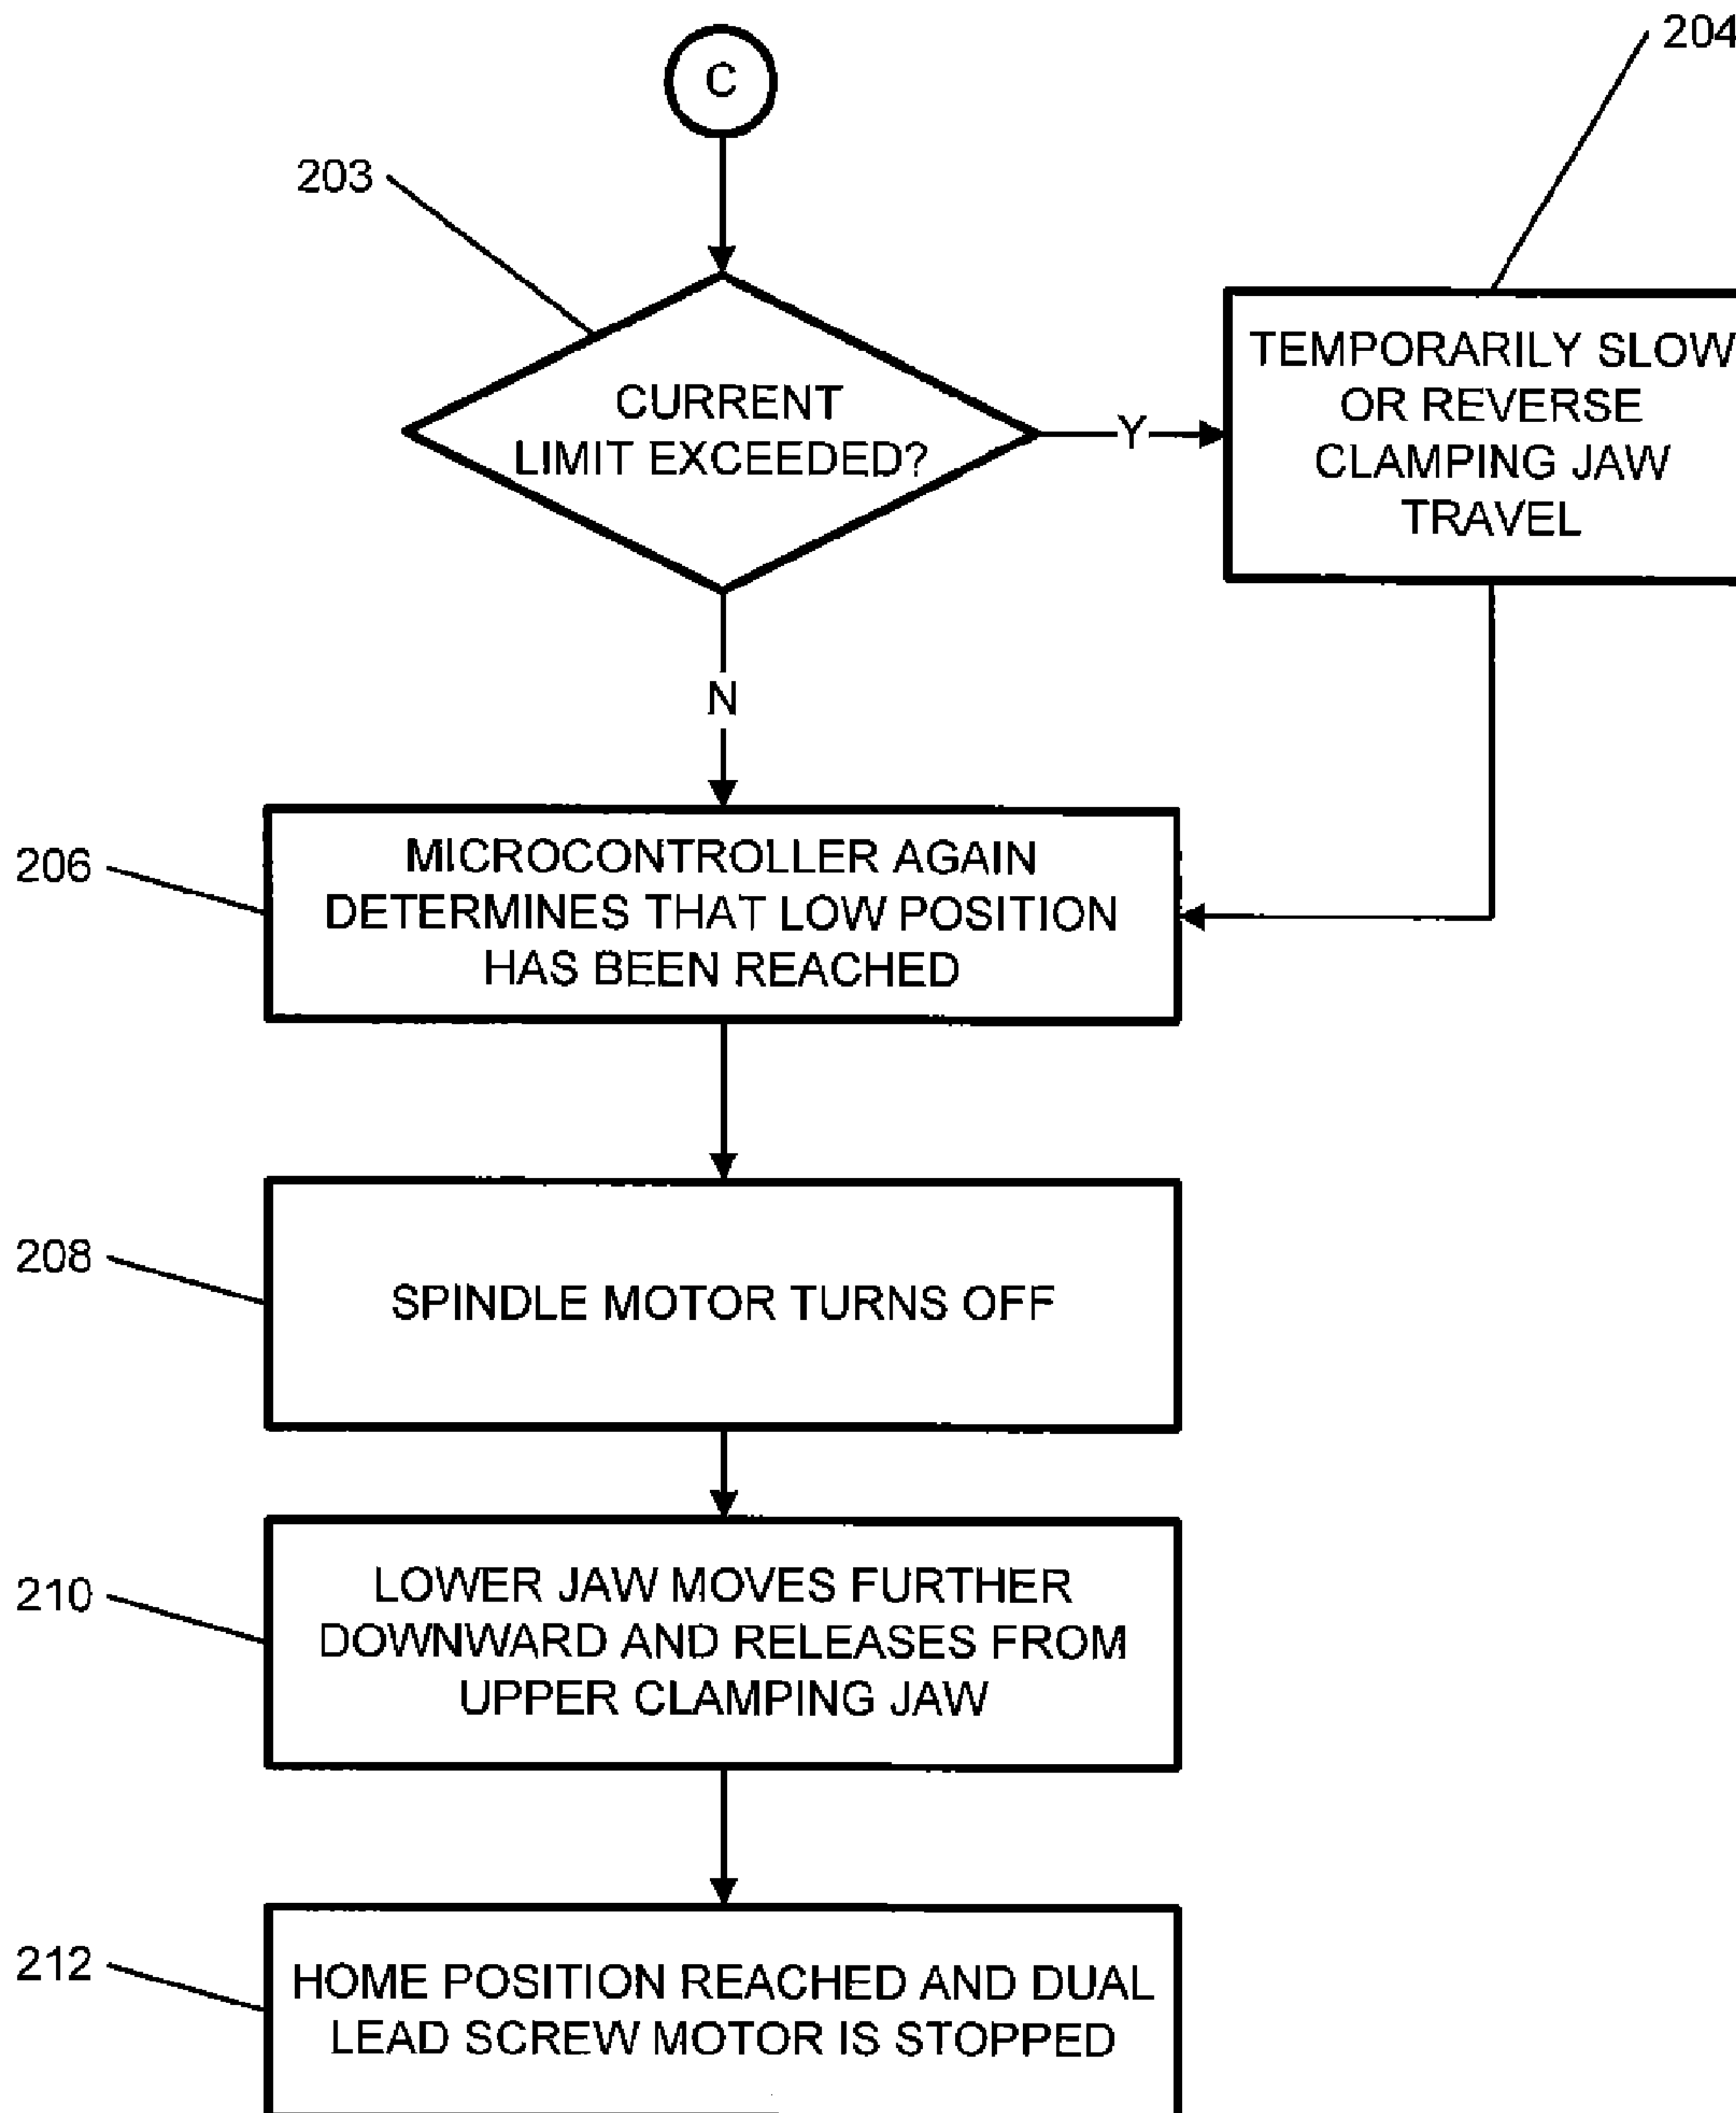 C
204
203
CURRENT
LIMIT EXCEEDED?
Y
TEMPORARILY SLOW
OR REVERSE
CLAMPING JAW
TRAVEL
N
206
MICROCONTROLLER AGAIN
DETERMINES THAT LOW POSITION
HAS BEEN REACHED
208
SPINDLE MOTOR TURNS OFF
210
LOWER JAW MOVES FURTHER
DOWNWARD AND RELEASES FROM
UPPER CLAMPING JAW
212
HOME POSITION REACHED AND DUAL
LEAD SCREW MOTOR IS STOPPED